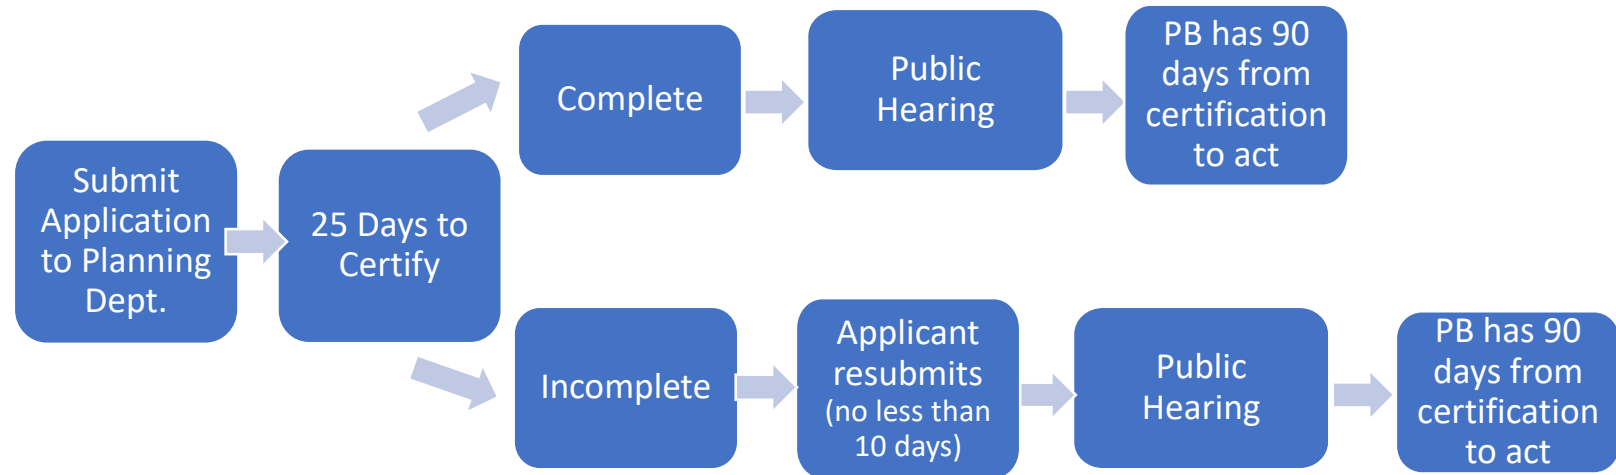 Submit
Application
to Planning
Dept.
25 Days to
Certify
Complete
Public
Hearing
PB has 90
days from
certification
to act
Incomplete
Applicant
resubmits
(no less than
10 days)
Public
Hearing
PB has 90
days from
certification
to act